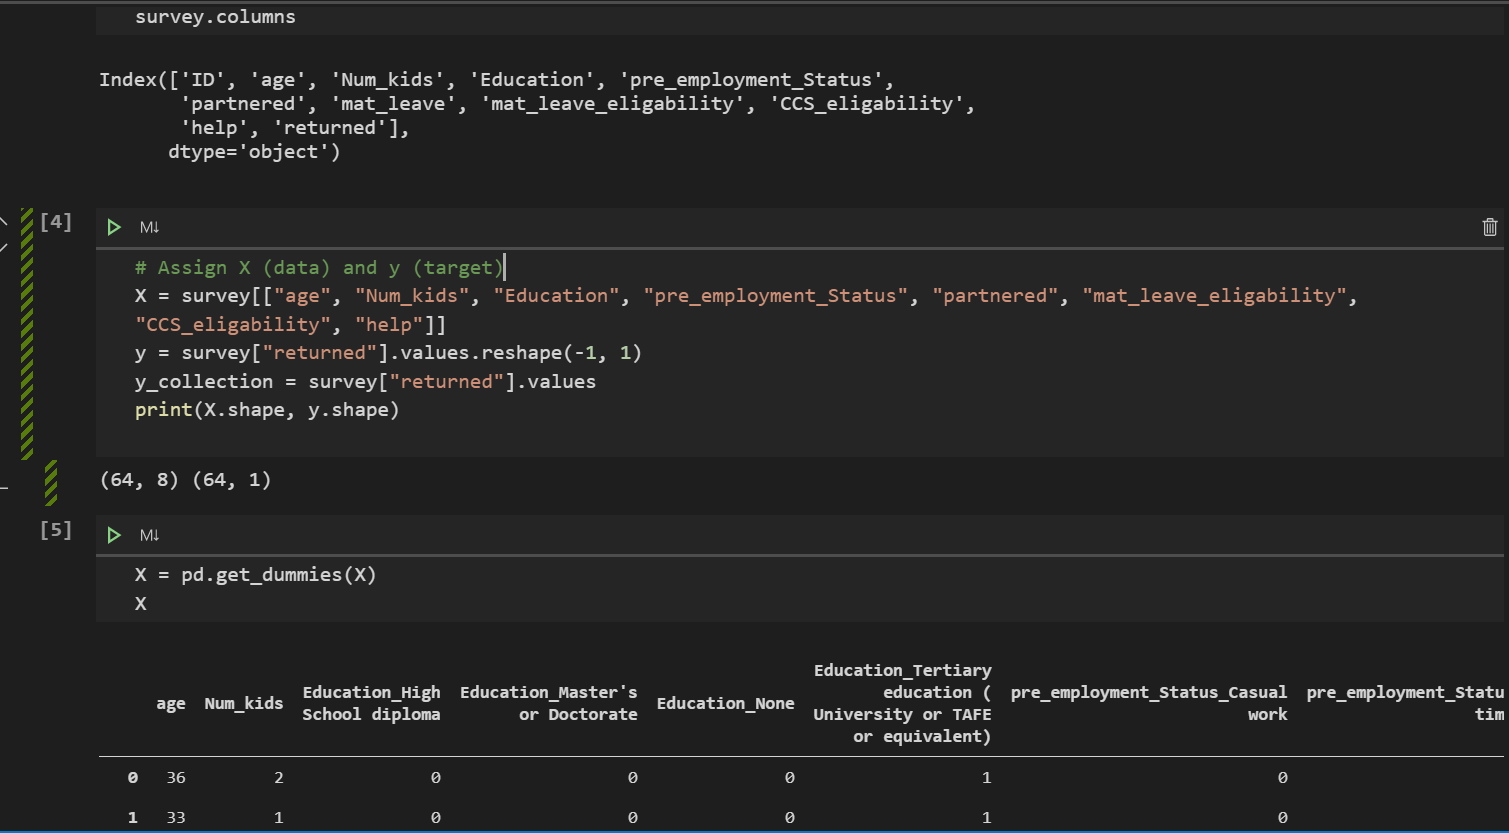 survey.columns
Index(['ID', 'age', 'Num_kids', 'Education', 'pre_employment_Status',
'partnered', 'mat_leave', 'mat_leave_eligability', 'CCS_eligability',
'help', 'returned'],
dtype='object')
[4]
M↓
# Assign X (data) and y (target)
X = survey[["age", "Num_kids", "Education", "pre_employment_Status", "partnered", "mat_leave_eligability",
"CCS_eligability", "help"]]
y = survey["returned"].values.reshape(-1, 1)
y_collection = survey["returned"].values
print(X.shape, y.shape)
(64, 8) (64, 1)
[5]
M↓
X = pd.get_dummies(X)
X
age Num_kids Education_High School diploma Education_Master's or Doctorate Education_None Education_Tertiary education ( University or TAFE or equivalent) pre_employment_Status_Casual work pre_employment_Statu tim
0 36 2 0 0 0 1 0
1 33 1 0 0 0 1 0